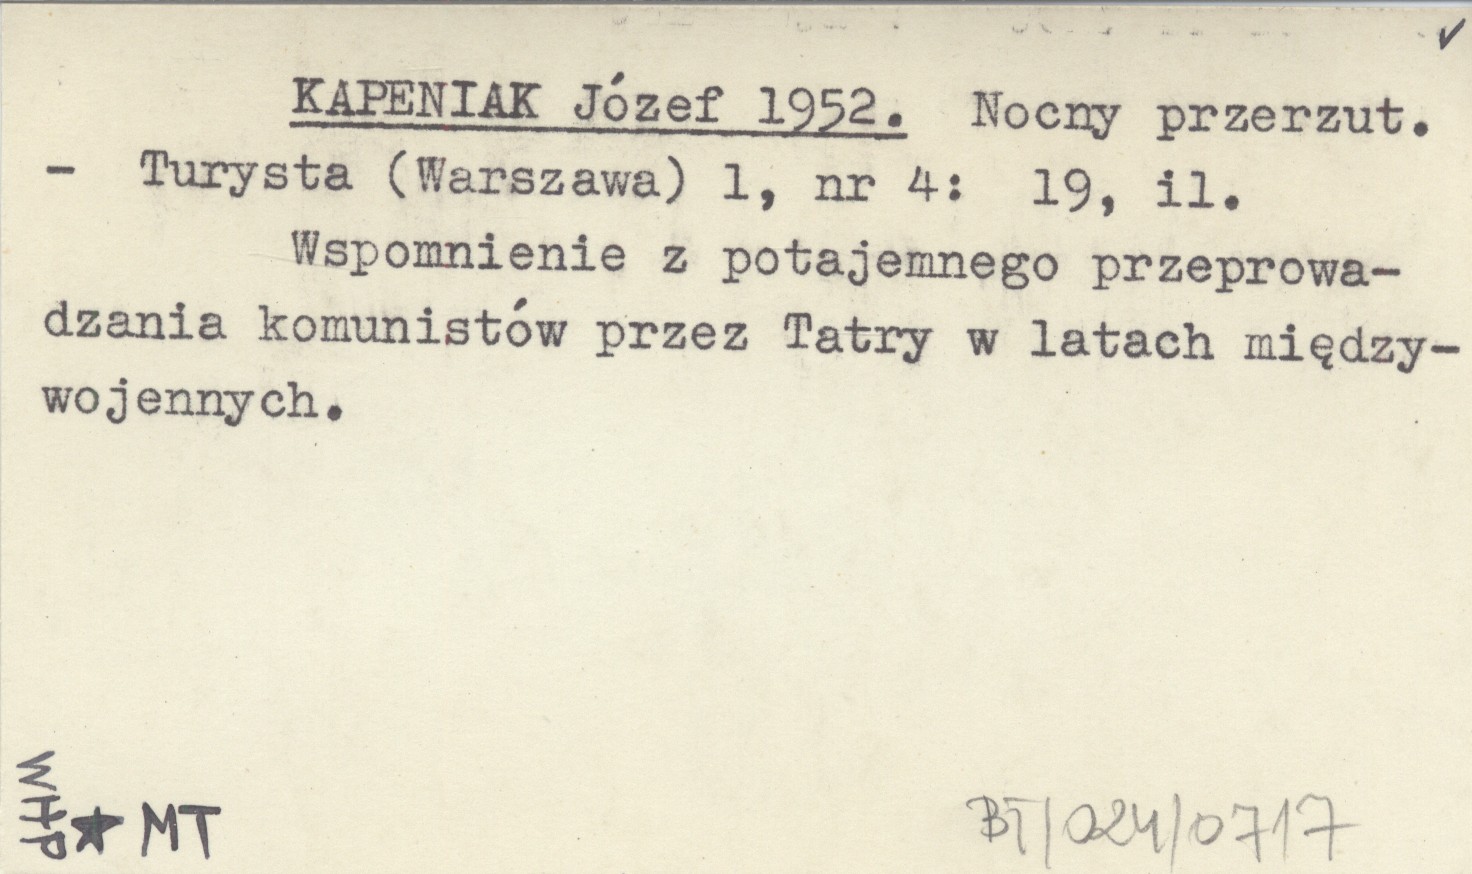 ✓
KAPENIAK Józef 1952. Nocny przerzut.
- Turysta (Warszawa) 1, nr 4: 19, il.
Wspomnienie z potajemnego przeprowa-
dzania komunistów przez Tatry w latach między-
wojennych.
WHP
★ MT
BT/024/0717